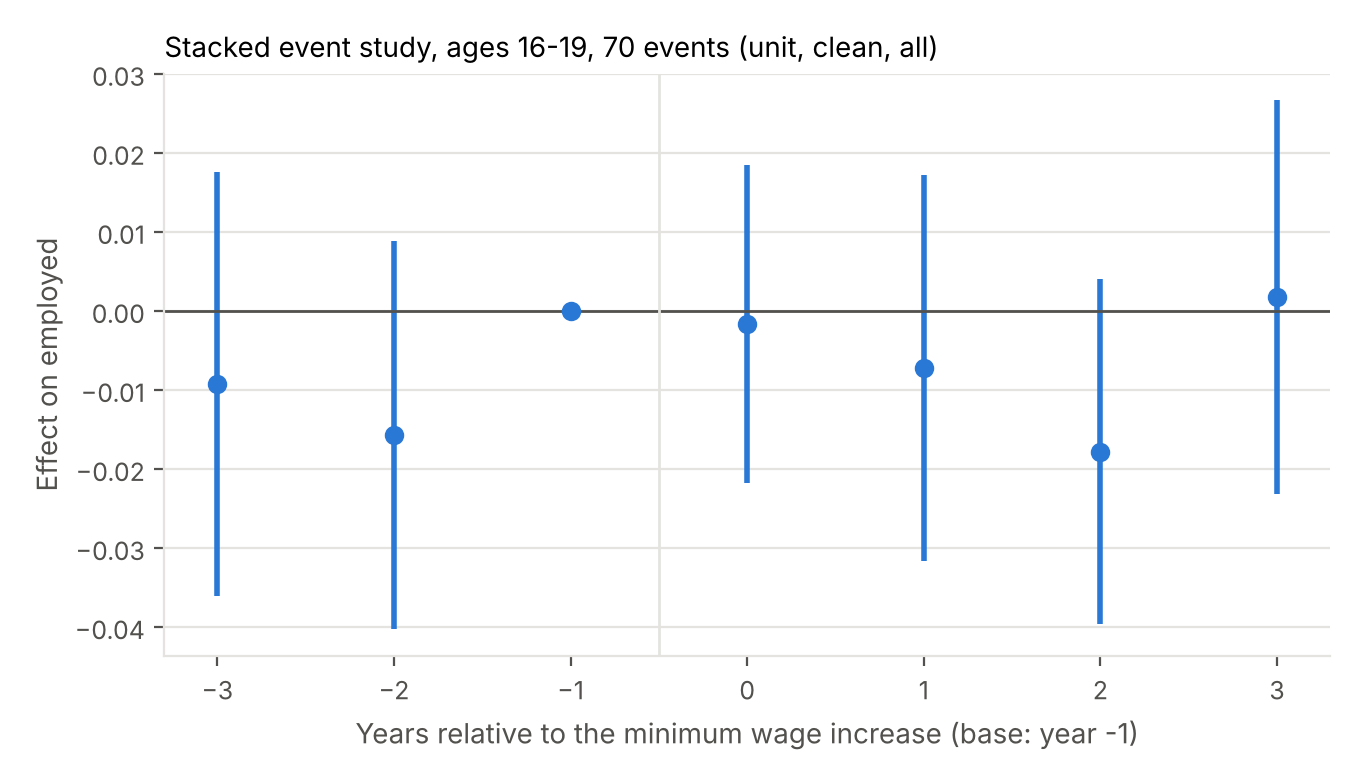 Stacked event study, ages 16-19, 70 events (unit, clean, all)
0.03
0.02
0.01
0.00
−0.01
−0.02
−0.03
−0.04
Effect on employed
−3 −2 −1 0 1 2 3
Years relative to the minimum wage increase (base: year -1)